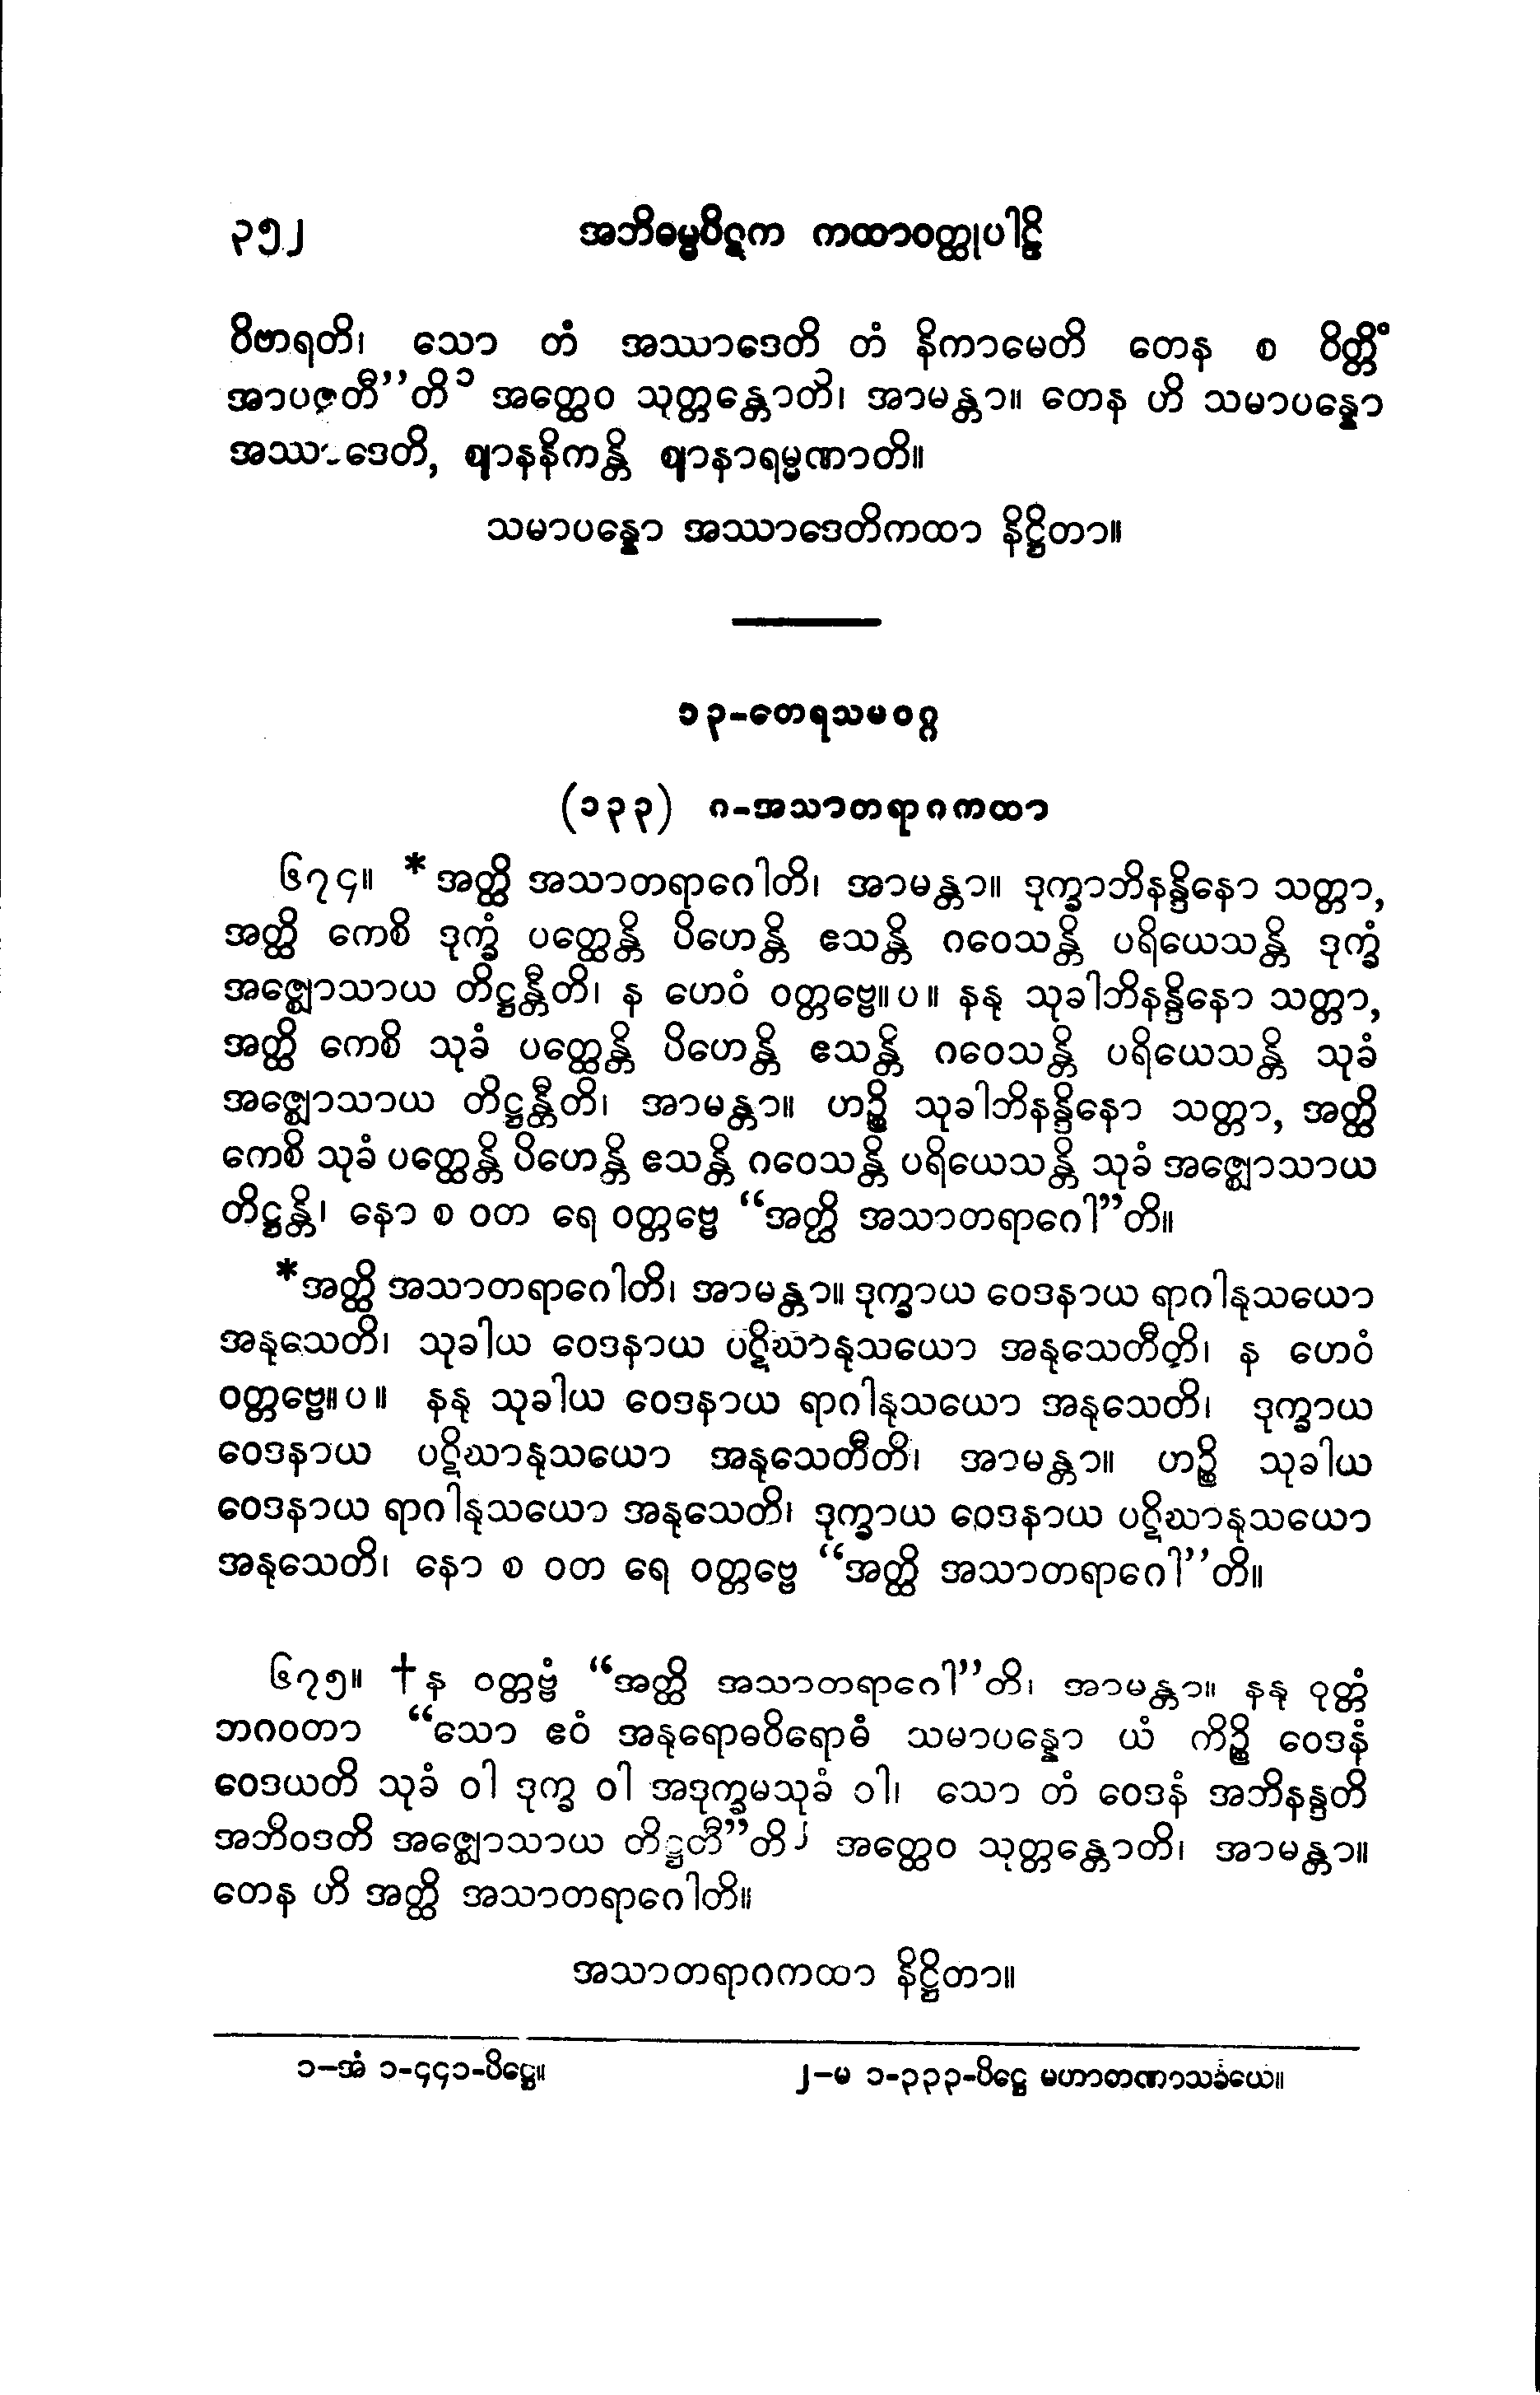 ၃၅၂ အဘိဓမ္မပိဋက ကထာဝတ္ထုပါဠိ
ဝိဟရတိ၊ သော တံ အဿာဒေတိ တံ နိကာမေတိ တေန စ ဝိတ္တိံ
အာပဇ္ဇတီ”တိ၁ အတ္ထေဝ သုတ္တန္တောတိ၊ အာမန္တာ။ တေန ဟိ သမာပန္နော
အဿာဒေတိ, ဈာနနိကန္တိ ဈာနာရမ္မဏာတိ။
သမာပန္နော အဿာဒေတိကထာ နိဋ္ဌိတာ။
၁၃-တေရသမဝဂ္ဂ
(၁၃၃) ဂ-အသာတရာဂကထာ
၆၇၄။ *အတ္ထိ အသာတရာဂေါတိ၊ အာမန္တာ။ ဒုက္ခာဘိနန္ဒိနော သတ္တာ,
အတ္ထိ ကေစိ ဒုက္ခံ ပတ္ထေန္တိ ပိဟေန္တိ ဧသန္တိ ဂဝေသန္တိ ပရိယေသန္တိ ဒုက္ခံ
အဇ္ဈောသာယ တိဋ္ဌန္တီတိ၊ န ဟေဝံ ဝတ္တဗ္ဗေ။ပ။ နနု သုခါဘိနန္ဒိနော သတ္တာ,
အတ္ထိ ကေစိ သုခံ ပတ္ထေန္တိ ပိဟေန္တိ ဧသန္တိ ဂဝေသန္တိ ပရိယေသန္တိ သုခံ
အဇ္ဈောသာယ တိဋ္ဌန္တီတိ၊ အာမန္တာ။ ဟဉ္စိ သုခါဘိနန္ဒိနော သတ္တာ, အတ္ထိ
ကေစိ သုခံ ပတ္ထေန္တိ ပိဟေန္တိ ဧသန္တိ ဂဝေသန္တိ ပရိယေသန္တိ သုခံ အဇ္ဈောသာယ
တိဋ္ဌန္တိ၊ နော စ ဝတ ရေ ဝတ္တဗ္ဗေ “အတ္ထိ အသာတရာဂေါ”တိ။
*အတ္ထိ အသာတရာဂေါတိ၊ အာမန္တာ။ ဒုက္ခာယ ဝေဒနာယ ရာဂါနုသယော
အနုသေတိ၊ သုခါယ ဝေဒနာယ ပဋိဃာနုသယော အနုသေတီတိ၊ န ဟေဝံ
ဝတ္တဗ္ဗေ။ပ။ နနု သုခါယ ဝေဒနာယ ရာဂါနုသယော အနုသေတိ၊ ဒုက္ခာယ
ဝေဒနာယ ပဋိဃာနုသယော အနုသေတီတိ၊ အာမန္တာ။ ဟဉ္စိ သုခါယ
ဝေဒနာယ ရာဂါနုသယော အနုသေတိ၊ ဒုက္ခာယ ဝေဒနာယ ပဋိဃာနုသယော
အနုသေတိ၊ နော စ ဝတ ရေ ဝတ္တဗ္ဗေ “အတ္ထိ အသာတရာဂေါ”တိ။
၆၇၅။ †န ဝတ္တဗ္ဗံ “အတ္ထိ အသာတရာဂေါ”တိ၊ အာမန္တာ။ နနု ဝုတ္တံ
ဘဂဝတာ “သော ဧဝံ အနုရောဓဝိရောဓံ သမာပန္နော ယံ ကိဉ္စိ ဝေဒနံ
ဝေဒယတိ သုခံ ဝါ ဒုက္ခ ဝါ အဒုက္ခမသုခံ ဝါ၊ သော တံ ဝေဒနံ အဘိနန္ဒတိ
အဘိဝဒတိ အဇ္ဈောသာယ တိဋ္ဌတီ”တိ၂ အတ္ထေဝ သုတ္တန္တောတိ၊ အာမန္တာ။
တေန ဟိ အတ္ထိ အသာတရာဂေါတိ။
အသာတရာဂကထာ နိဋ္ဌိတာ။
၁-အံ ၁-၄၄၁-ပိဋ္ဌေ။ ၂-မ ၁-၃၃၃-ပိဋ္ဌေ မဟာတဏာသင်္ခယေ။